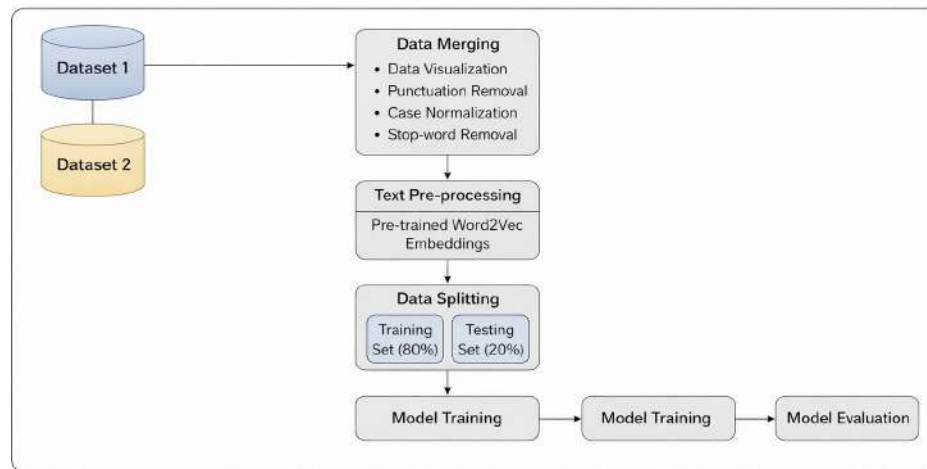 Dataset 1
Dataset 2
Data Merging
• Data Visualization
• Punctuation Removal
• Case Normalization
• Stop-word Removal
Text Pre-processing
Pre-trained Word2Vec
Embeddings
Data Splitting
Training
Set (80%)
Testing
Set (20%)
Model Training
Model Training
Model Evaluation